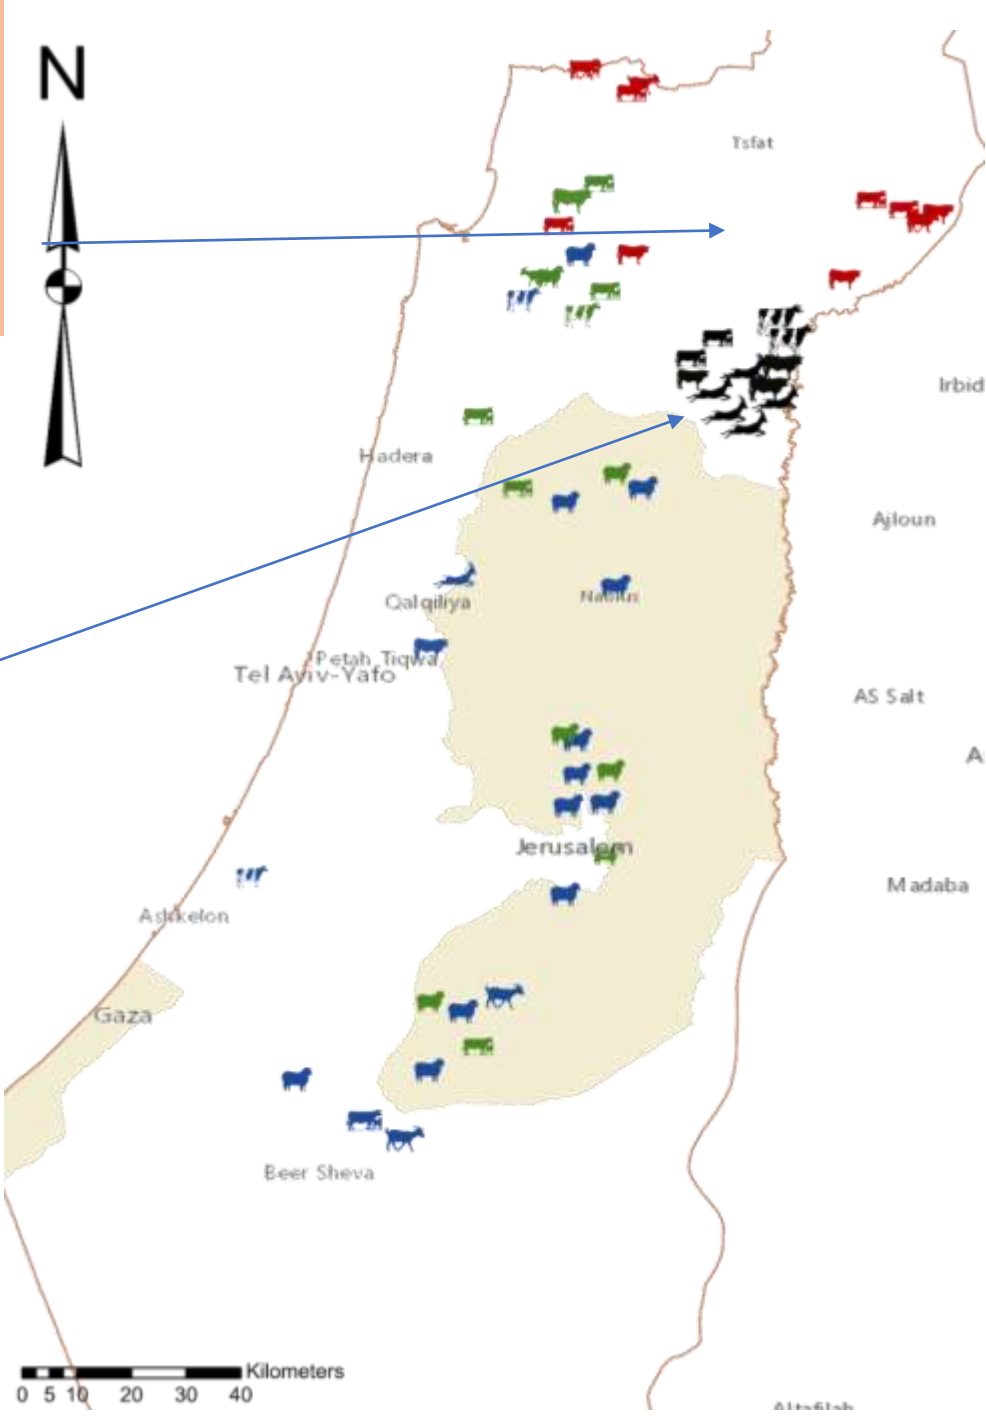 N
Tsfat
Irbid
Hadera
Ajloun
Qalqiliya
Nablus
Petah Tiqwa
Tel Aviv-Yafo
AS Salt
Jerusalem
Madaba
Ashkelon
Gaza
Beer Sheva
Kilometers
0 5 10 20 30 40